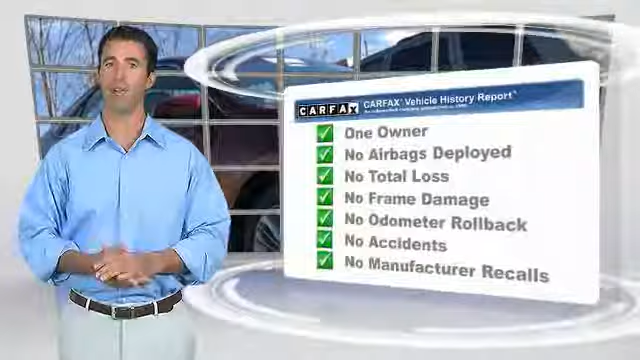 CARFAX CARFAX Vehicle History Report™
One Owner
No Airbags Deployed
No Total Loss
No Frame Damage
No Odometer Rollback
No Accidents
No Manufacturer Recalls